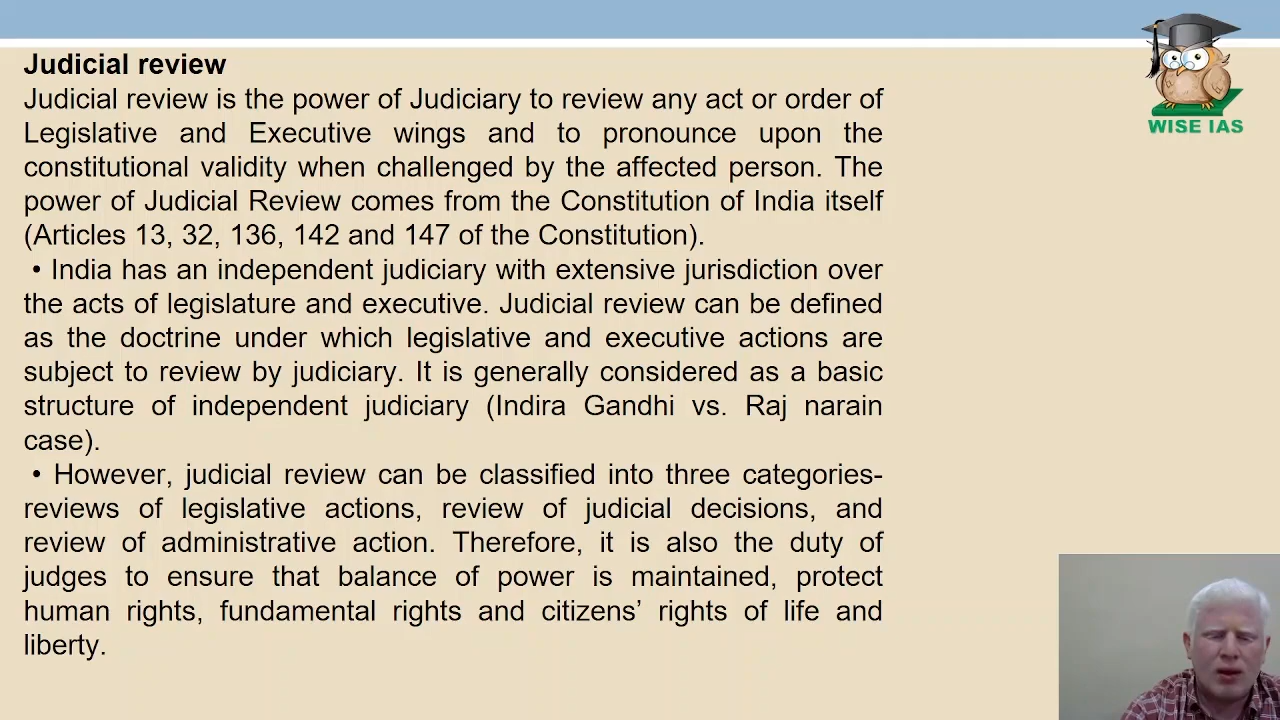 Judicial review
Judicial review is the power of Judiciary to review any act or order of
Legislative and Executive wings and to pronounce upon the
constitutional validity when challenged by the affected person. The
power of Judicial Review comes from the Constitution of India itself
(Articles 13, 32, 136, 142 and 147 of the Constitution).
• India has an independent judiciary with extensive jurisdiction over
the acts of legislature and executive. Judicial review can be defined
as the doctrine under which legislative and executive actions are
subject to review by judiciary. It is generally considered as a basic
structure of independent judiciary (Indira Gandhi vs. Raj narain
case).
• However, judicial review can be classified into three categories-
reviews of legislative actions, review of judicial decisions, and
review of administrative action. Therefore, it is also the duty of
judges to ensure that balance of power is maintained, protect
human rights, fundamental rights and citizens’ rights of life and
liberty.
WISE IAS